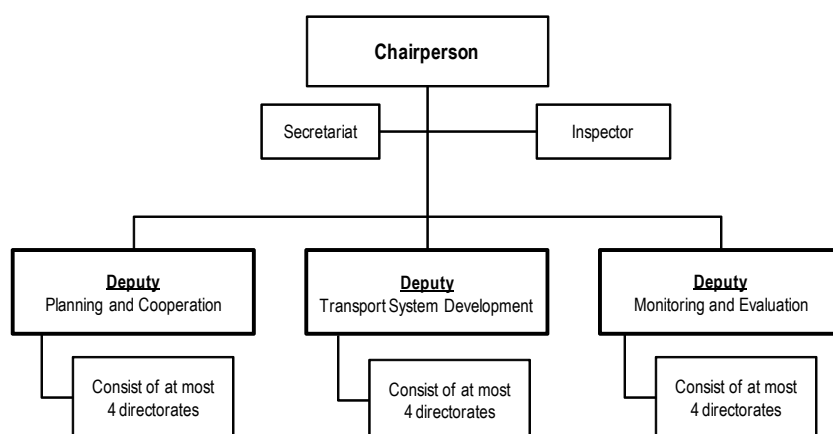 Chairperson
Secretariat
Inspector
Deputy
Planning and Cooperation
Deputy
Transport System Development
Deputy
Monitoring and Evaluation
Consist of at most
4 directorates
Consist of at most
4 directorates
Consist of at most
4 directorates